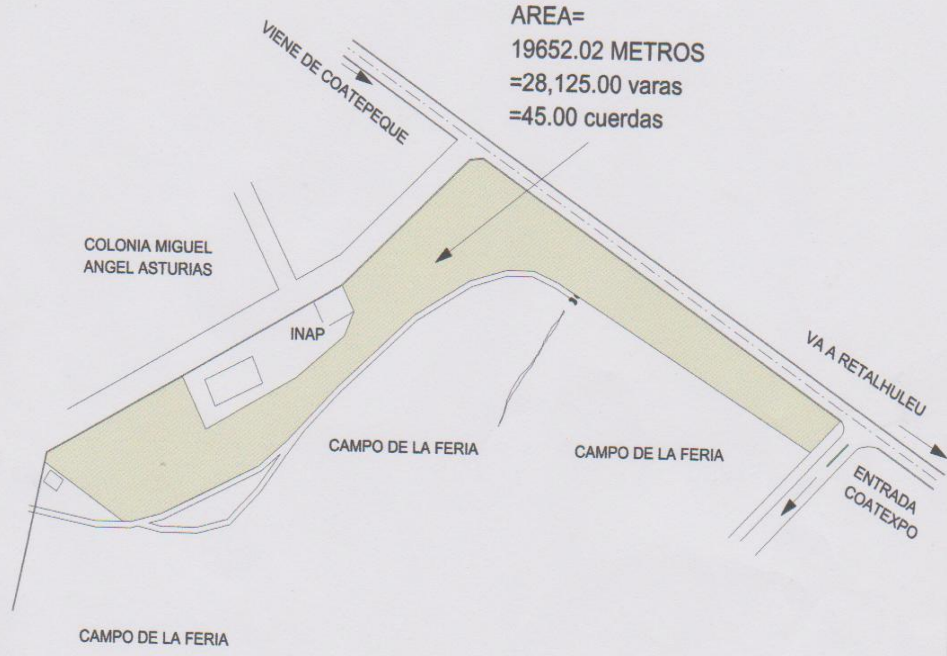 AREA=
19652.02 METROS
=28,125.00 varas
=45.00 cuerdas
VIENE DE COATEPEQUE
COLONIA MIGUEL
ANGEL ASTURIAS
INAP
VA A RETALHULEU
CAMPO DE LA FERIA
CAMPO DE LA FERIA
ENTRADA
COATEXPO
CAMPO DE LA FERIA